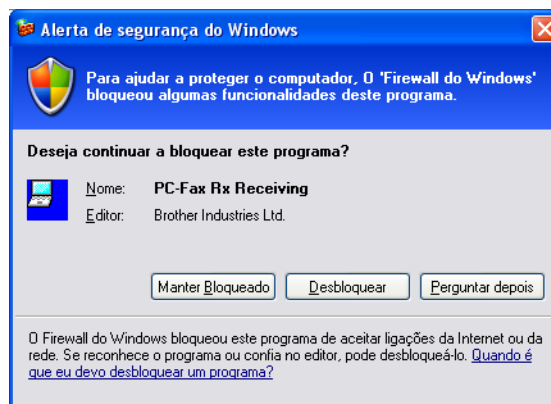 Alerta de segurança do Windows
Para ajudar a proteger o computador, O 'Firewall do Windows'
bloqueou algumas funcionalidades deste programa.
Deseja continuar a bloquear este programa?
Nome: PC-Fax Rx Receiving
Editor: Brother Industries Ltd.
Manter Bloqueado Desbloquear Perguntar depois
O Firewall do Windows bloqueou este programa de aceitar ligações da Internet ou da
rede. Se reconhece o programa ou confia no editor, pode desbloqueá-lo. Quando é
que eu devo desbloquear um programa?